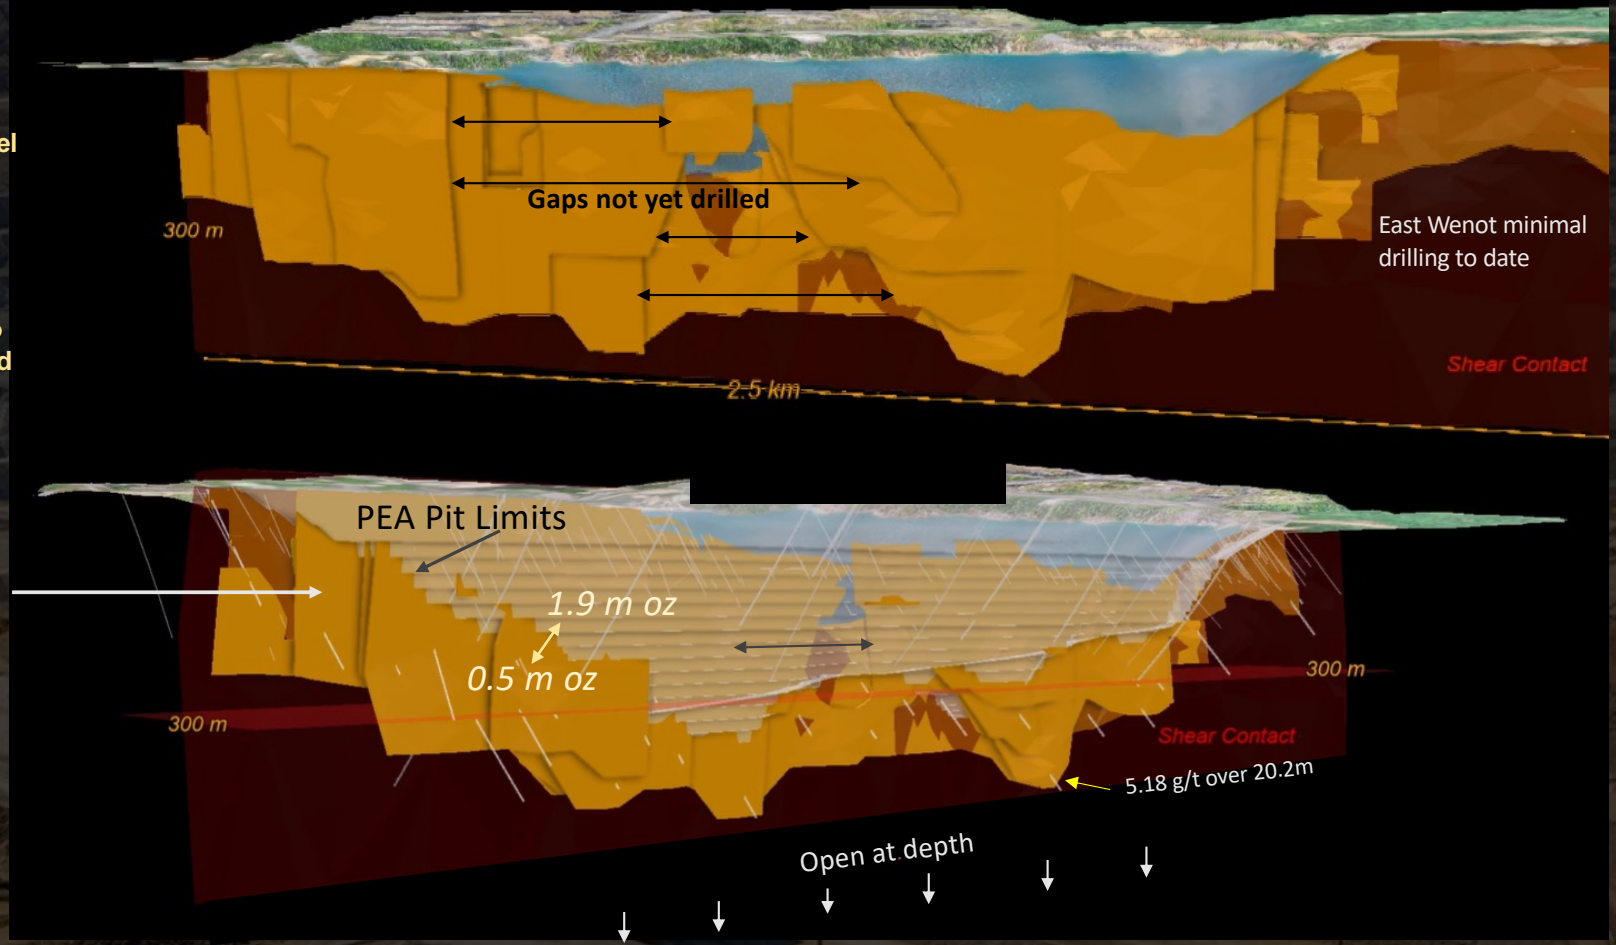 el
300 m
Gaps not yet drilled
East Wenot minimal
drilling to date
d
Shear Contact
2.5 km
PEA Pit Limits
1.9 m oz
0.5 m oz
300 m
300 m
Shear Contact
5.18 g/t over 20.2m
Open at depth